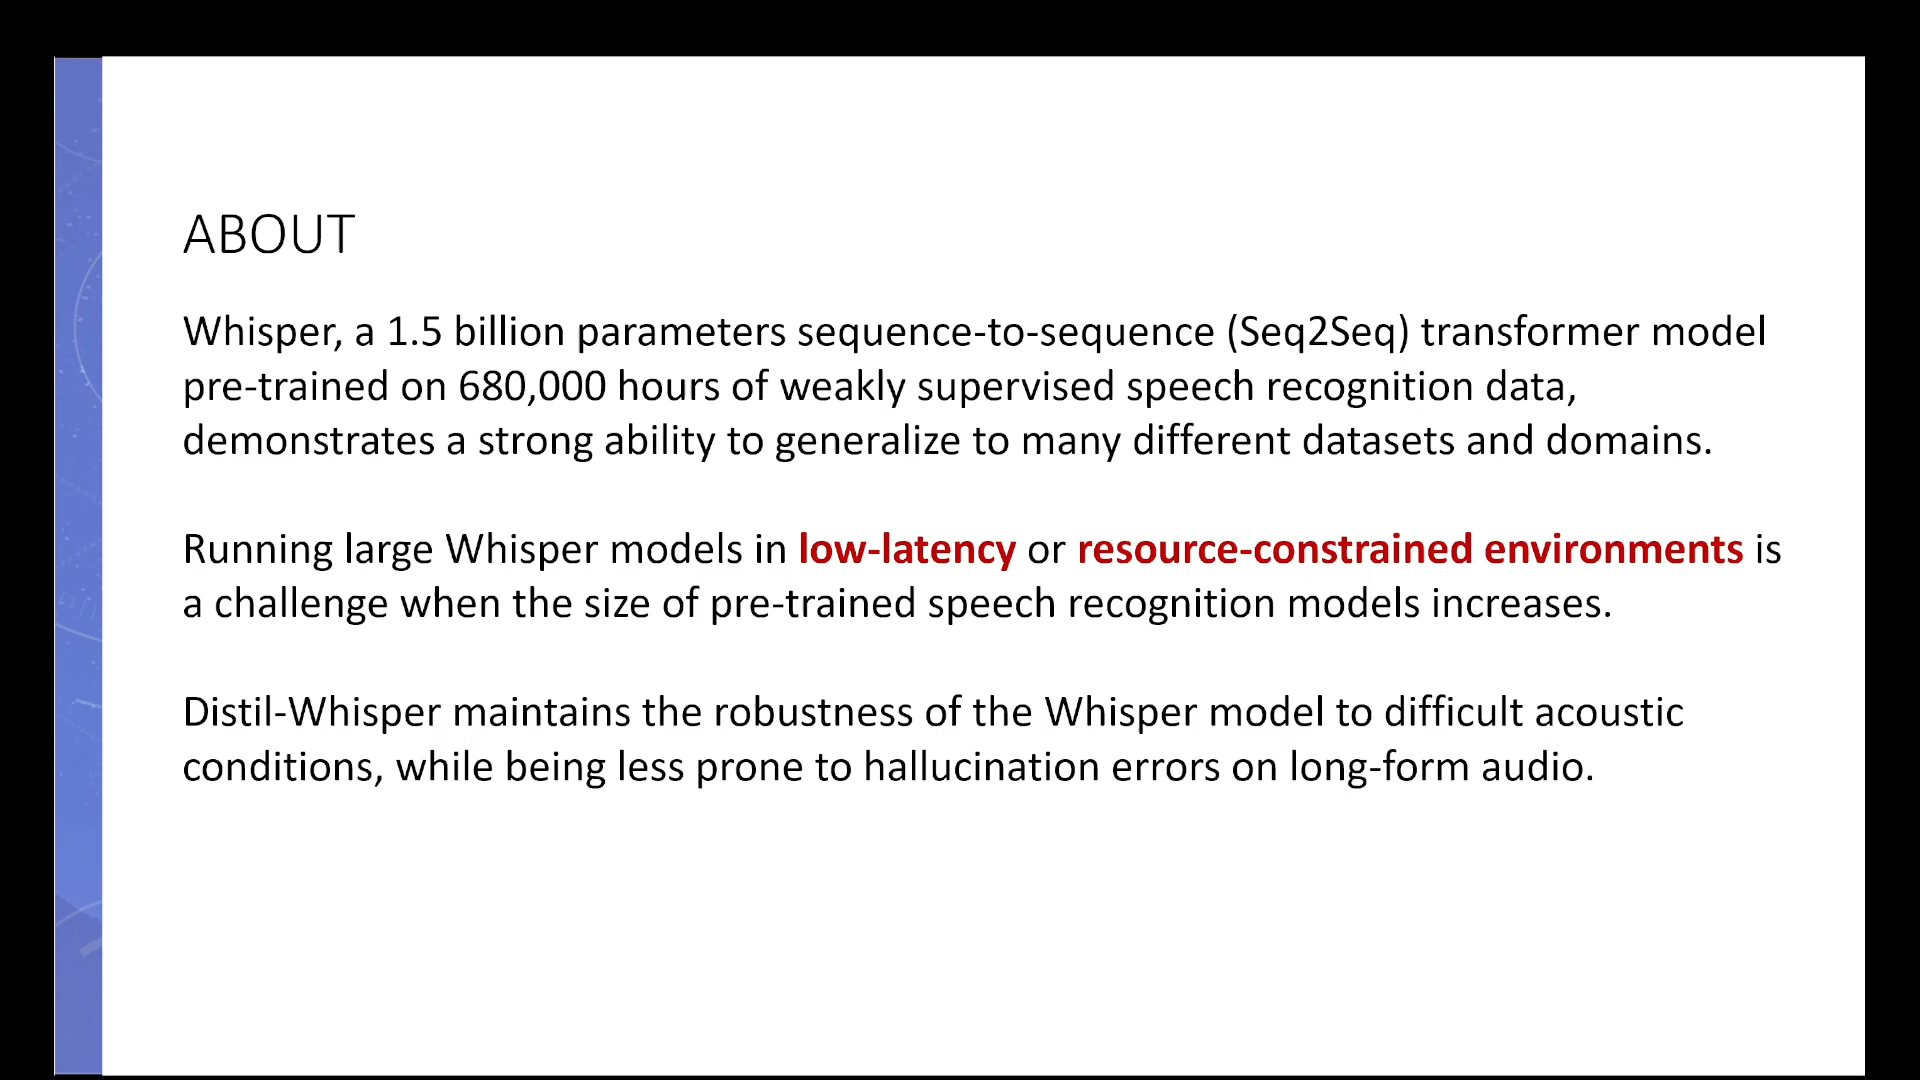 ABOUT
Whisper, a 1.5 billion parameters sequence-to-sequence (Seq2Seq) transformer model
pre-trained on 680,000 hours of weakly supervised speech recognition data,
demonstrates a strong ability to generalize to many different datasets and domains.
Running large Whisper models in low-latency or resource-constrained environments is
a challenge when the size of pre-trained speech recognition models increases.
Distil-Whisper maintains the robustness of the Whisper model to difficult acoustic
conditions, while being less prone to hallucination errors on long-form audio.